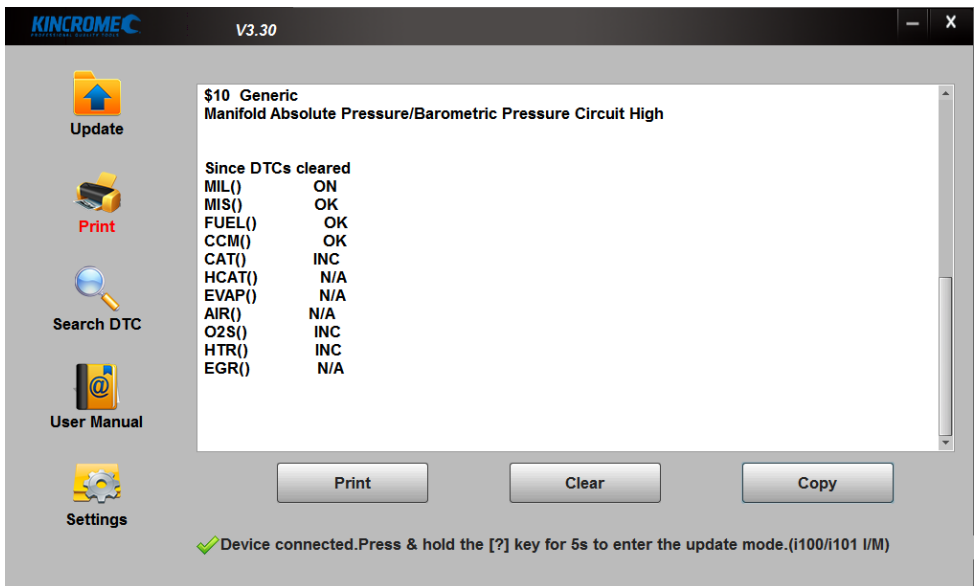 KINCROME
PROFESSIONAL QUALITY TOOLS
V3.30
– X
Update
Print
Search DTC
@
User Manual
Settings
$10 Generic
Manifold Absolute Pressure/Barometric Pressure Circuit High
Since DTCs cleared
MIL() ON
MIS() OK
FUEL() OK
CCM() OK
CAT() INC
HCAT() N/A
EVAP() N/A
AIR() N/A
O2S() INC
HTR() INC
EGR() N/A
Print Clear Copy
Device connected.Press & hold the [?] key for 5s to enter the update mode.(i100/i101 I/M)